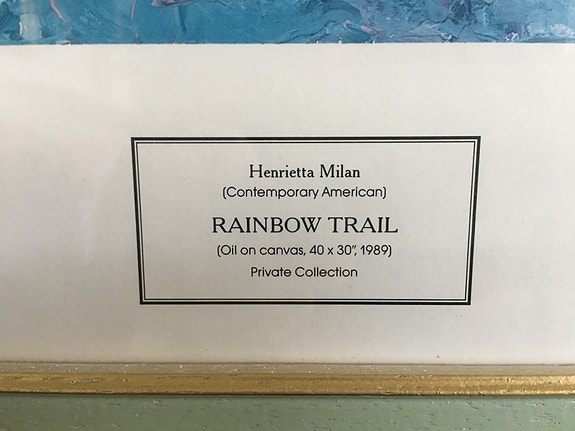 Henrietta Milan
(Contemporary American)
RAINBOW TRAIL
(Oil on canvas, 40 x 30", 1989)
Private Collection